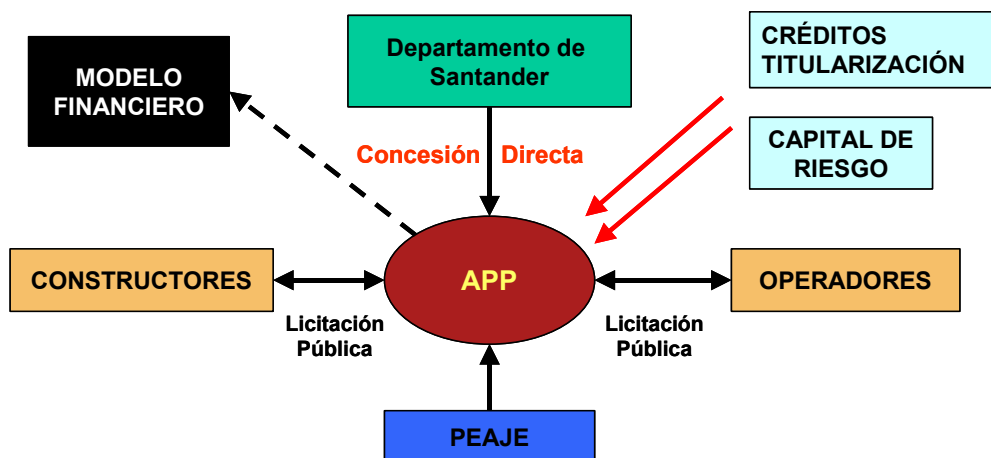 MODELO
FINANCIERO
Departamento de
Santander
CRÉDITOS
TITULARIZACIÓN
CAPITAL DE
RIESGO
Concesión Directa
CONSTRUCTORES
APP
OPERADORES
Licitación
Pública
Licitación
Pública
PEAJE